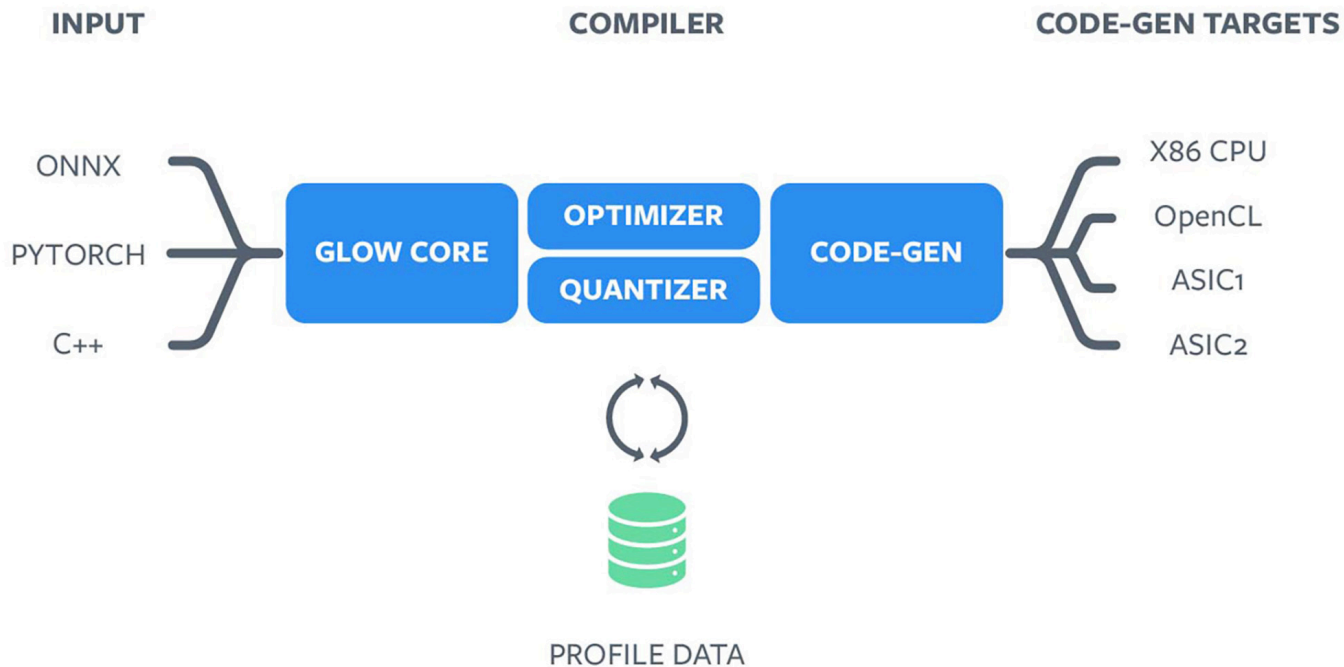 INPUT
COMPILER
CODE-GEN TARGETS
ONNX
PYTORCH
C++
GLOW CORE
OPTIMIZER
QUANTIZER
CODE-GEN
X86 CPU
OpenCL
ASIC1
ASIC2
PROFILE DATA